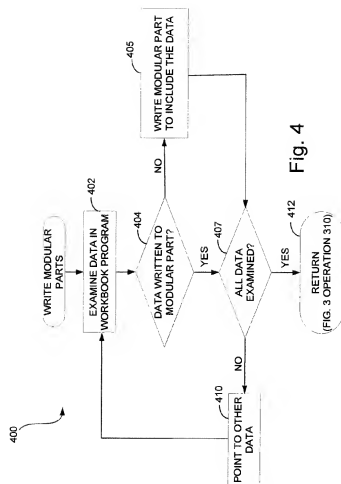 400
WRITE MODULAR
PARTS
402
EXAMINE DATA IN
WORKBOOK PROGRAM
404
DATA WRITTEN TO
MODULAR PART?
NO
405
WRITE MODULAR PART
TO INCLUDE THE DATA
YES
407
ALL DATA
EXAMINED?
NO
410
POINT TO OTHER
DATA
YES
412
RETURN
(FIG. 3 OPERATION 310)
Fig. 4